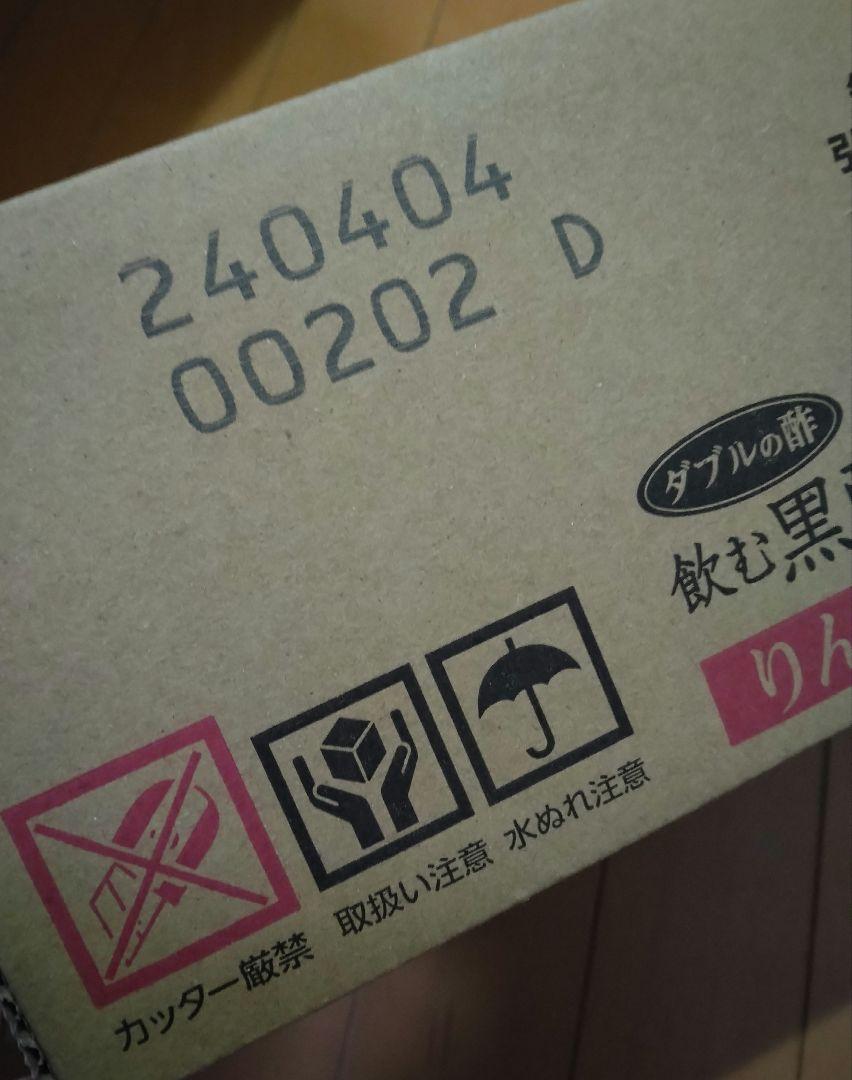 240404
00202 D
ダブルの酢
飲む黒
りん
カッター厳禁
取扱い注意
水ぬれ注意